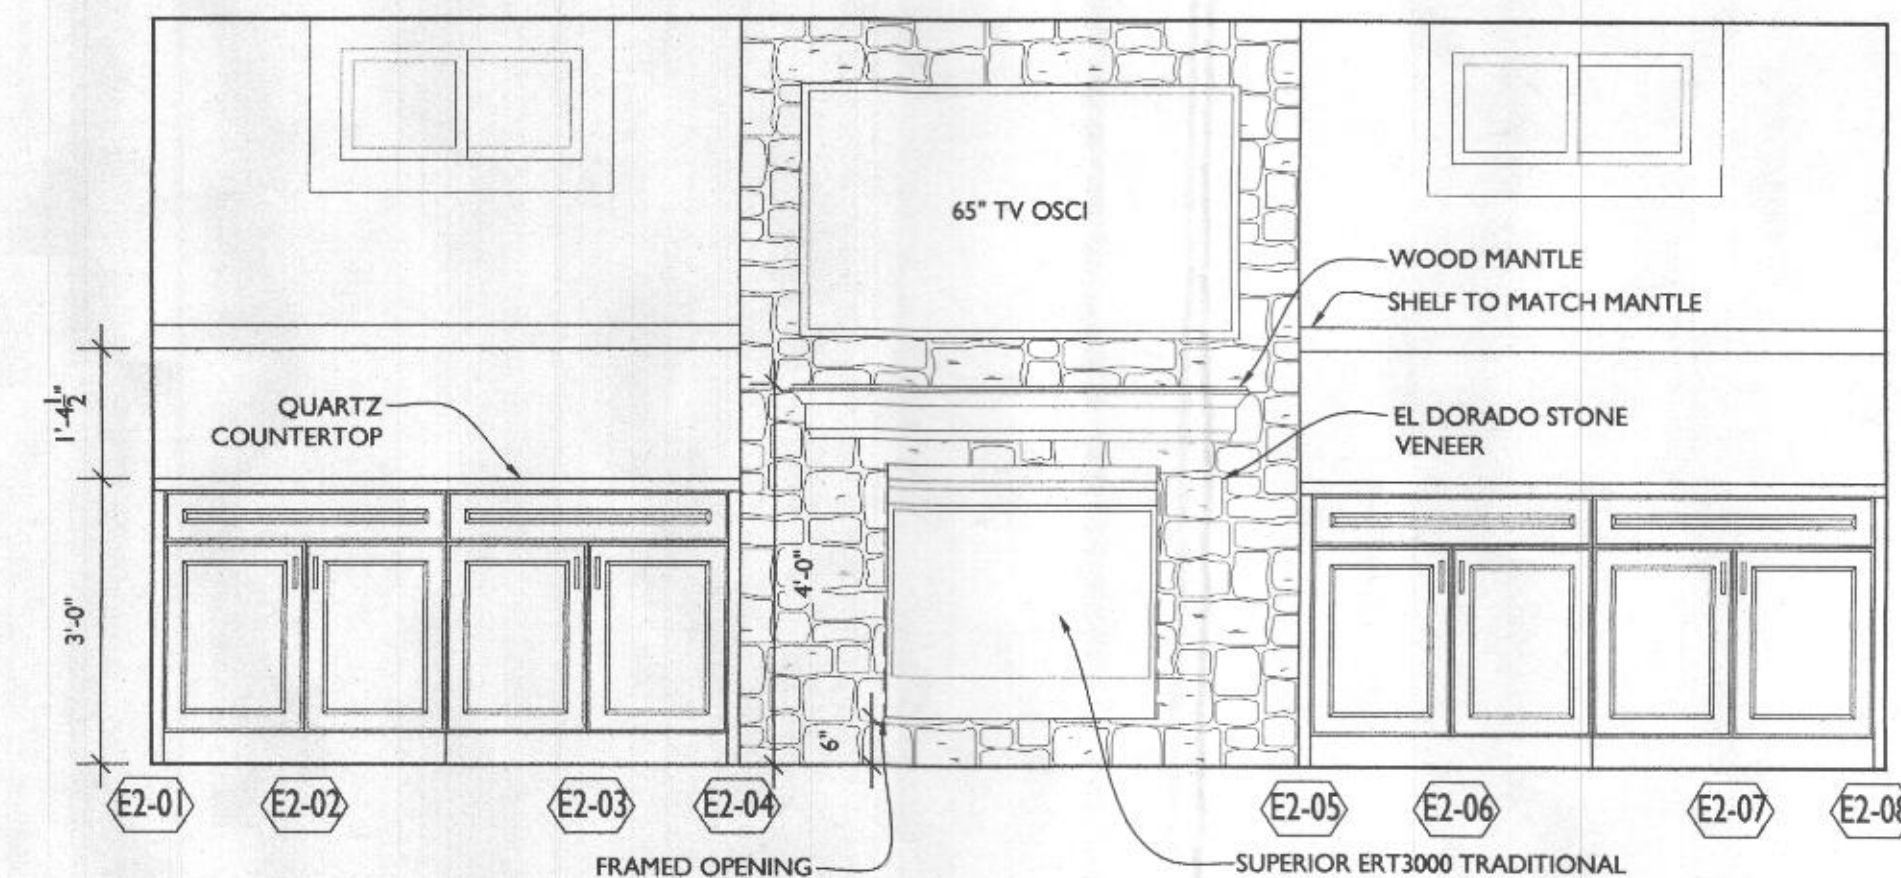 65" TV OSCI
WOOD MANTLE
SHELF TO MATCH MANTLE
1'-4 1/2"
QUARTZ
COUNTERTOP
EL DORADO STONE
VENEER
3'-0"
4'-0"
6"
E2-01
E2-02
E2-03
E2-04
E2-05
E2-06
E2-07
E2-08
FRAMED OPENING
SUPERIOR ERT3000 TRADITIONAL